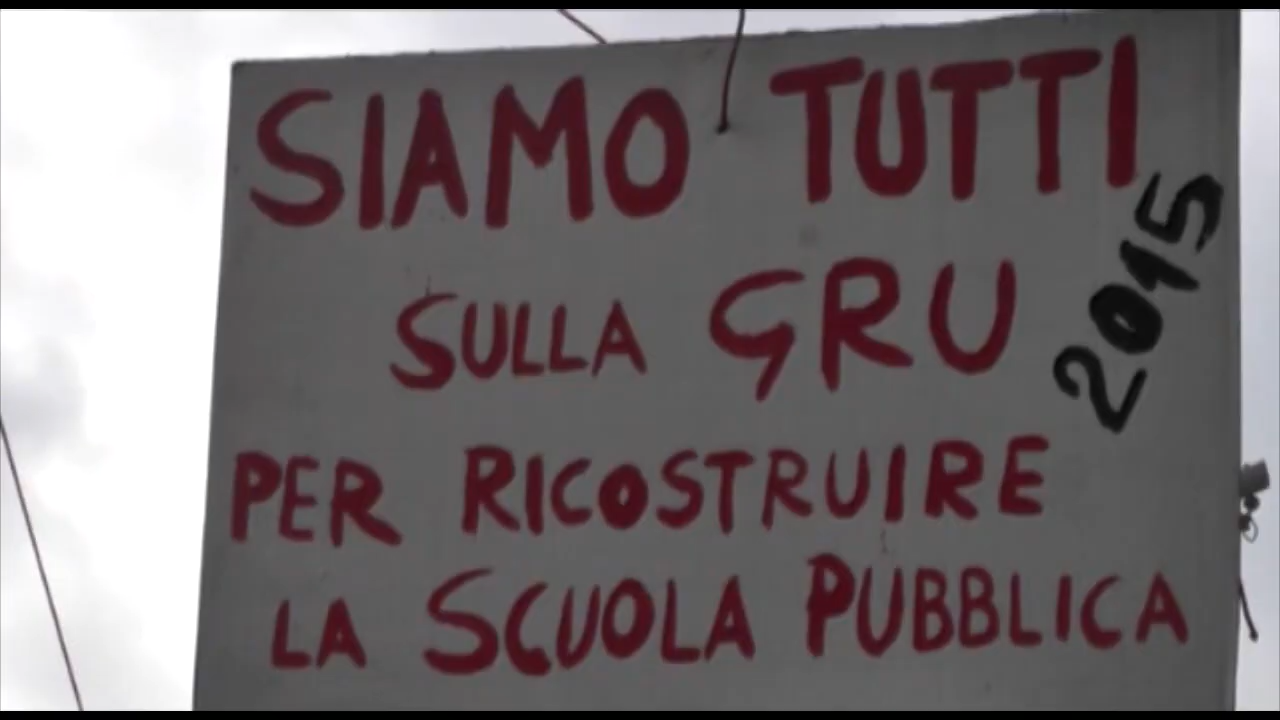 SIAMO TUTTI
SULLA GRU
2015
PER RICOSTRUIRE
LA SCUOLA PUBBLICA